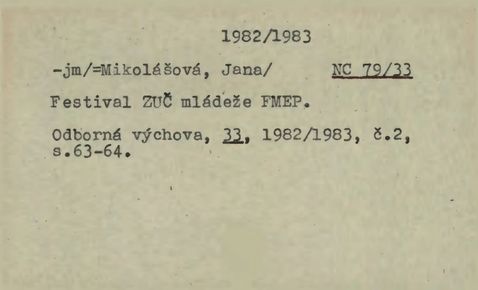 1982/1983
-jm/=Mikolášová, Jana/ NC 79/33
Festival ZUČ mládeže FMEP.
Odborná výchova, 33, 1982/1983, č.2,
s.63-64.